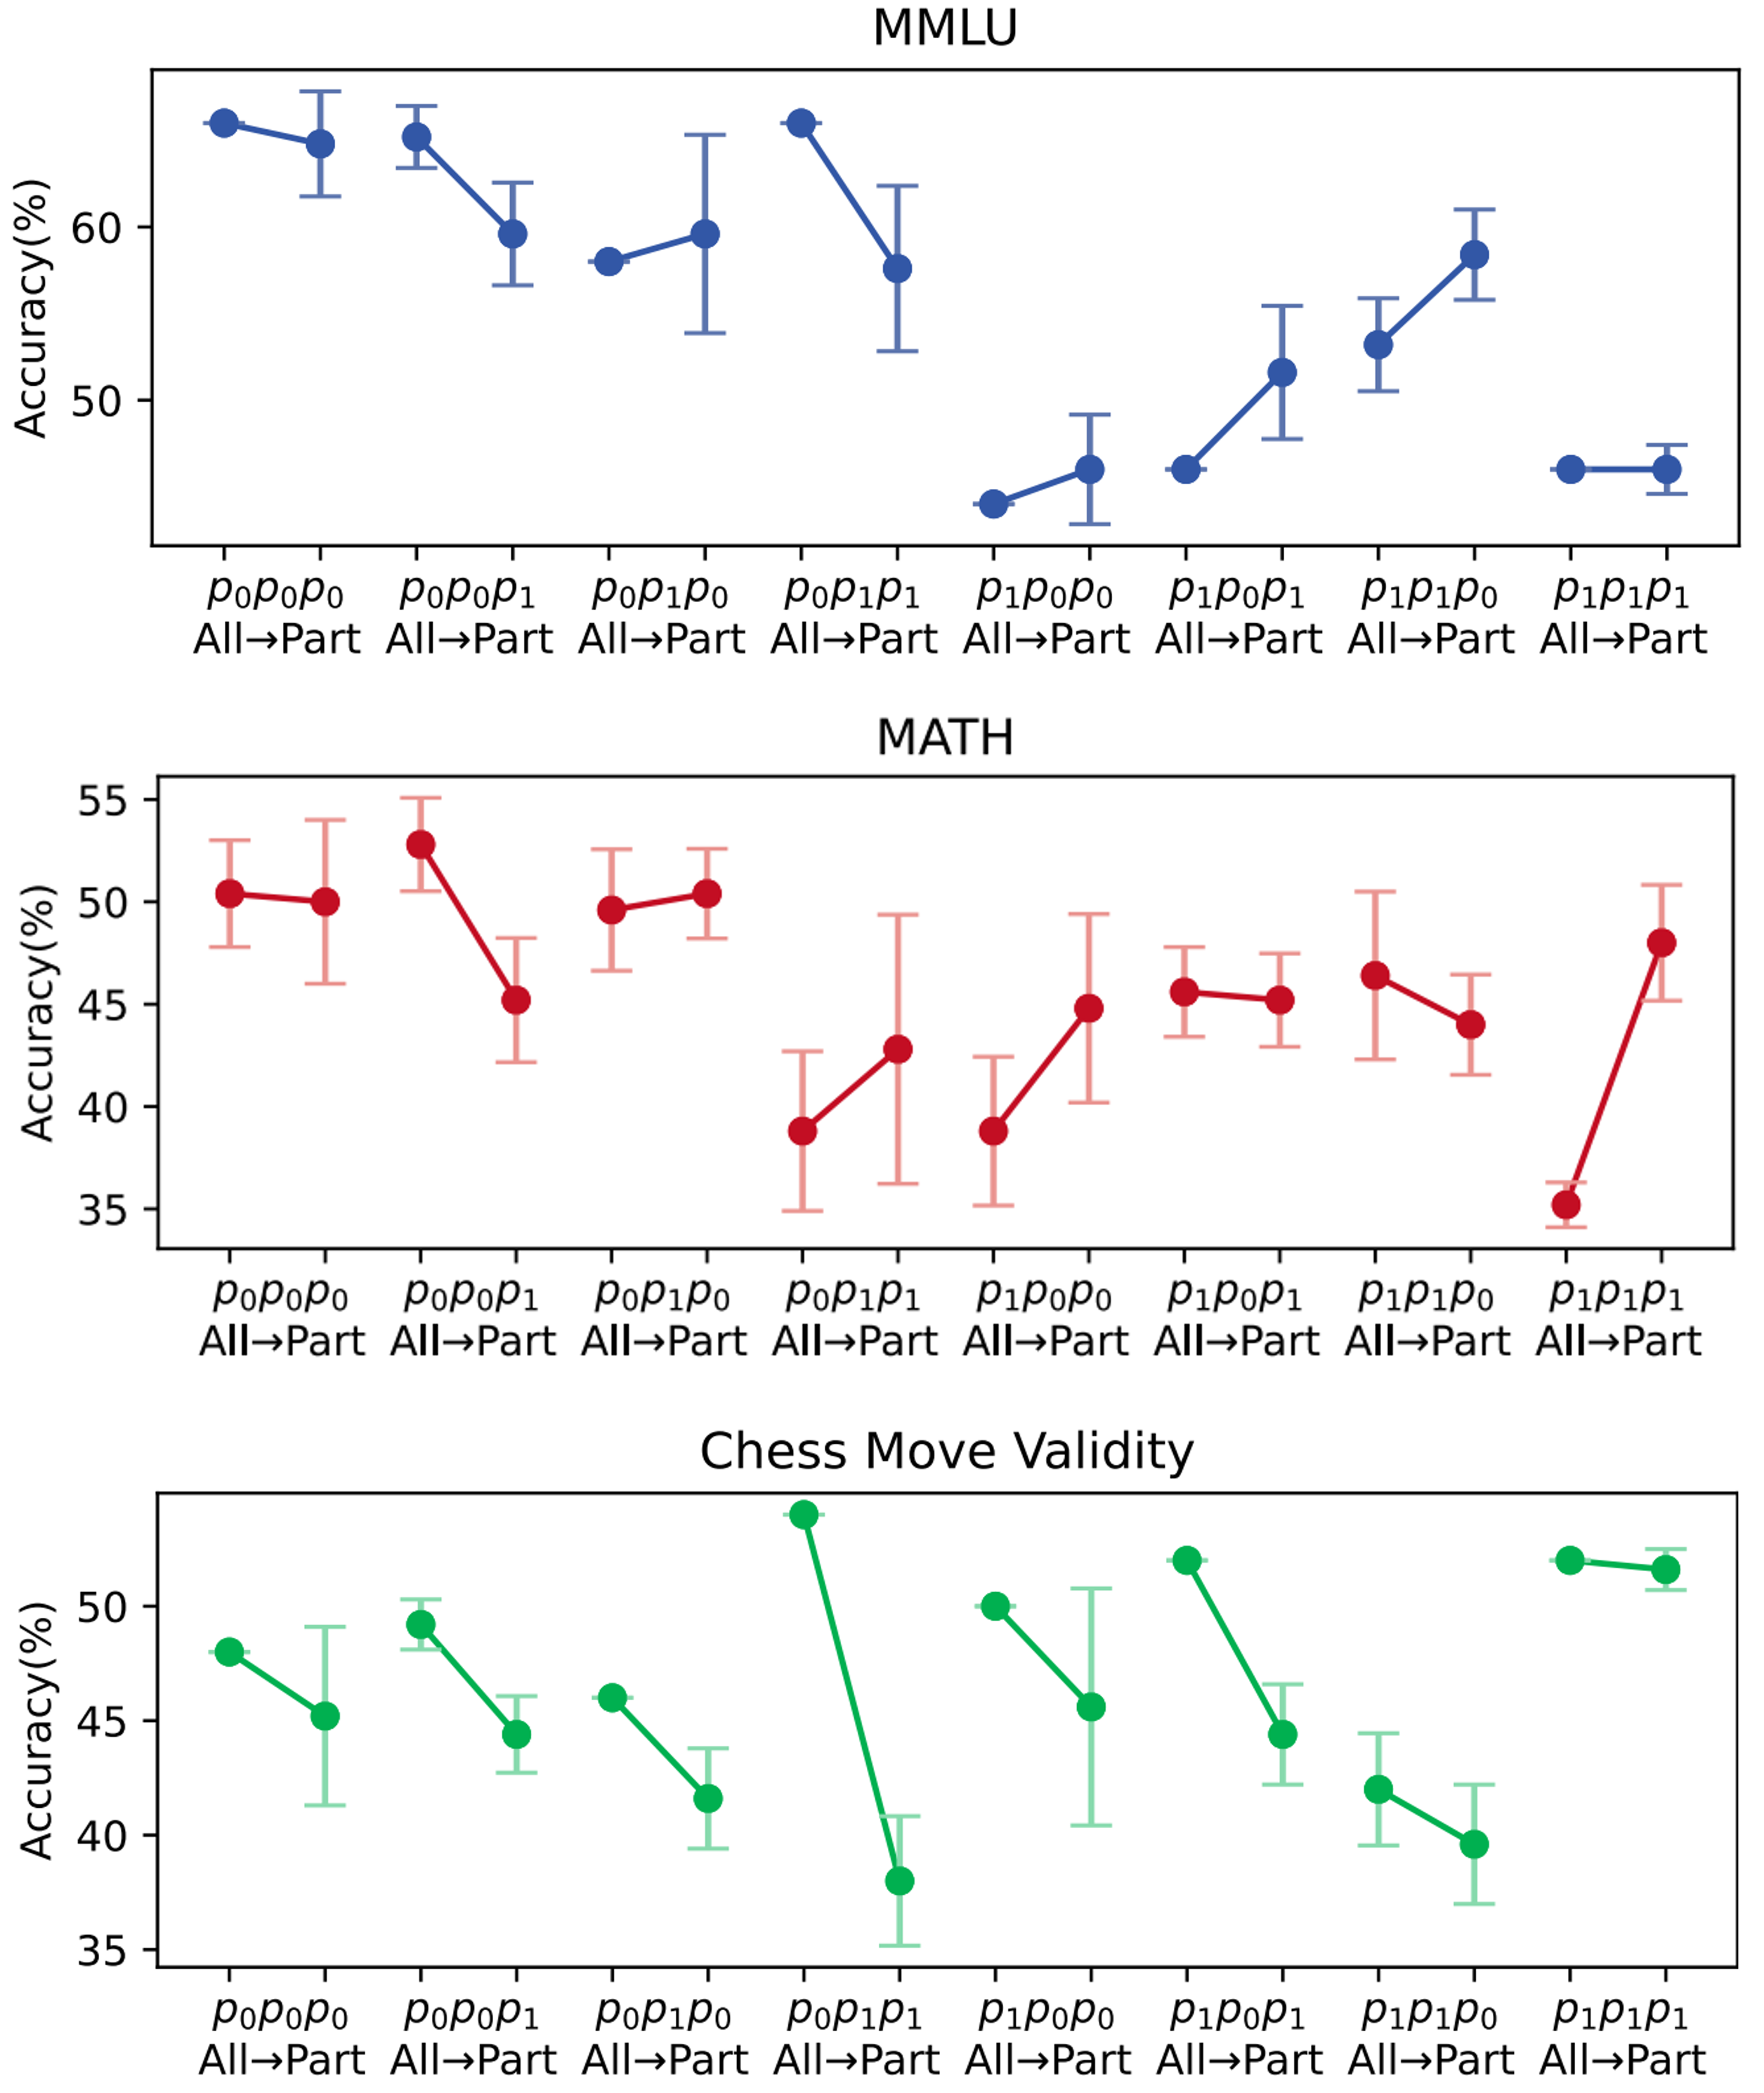 MMLU
Accuracy(%)
60
50
p₀p₀p₀ p₀p₀p₁ p₀p₁p₀ p₀p₁p₁ p₁p₀p₀ p₁p₀p₁ p₁p₁p₀ p₁p₁p₁
All→Part All→Part All→Part All→Part All→Part All→Part All→Part All→Part
MATH
Accuracy(%)
55
50
45
40
35
p₀p₀p₀ p₀p₀p₁ p₀p₁p₀ p₀p₁p₁ p₁p₀p₀ p₁p₀p₁ p₁p₁p₀ p₁p₁p₁
All→Part All→Part All→Part All→Part All→Part All→Part All→Part All→Part
Chess Move Validity
Accuracy(%)
50
45
40
35
p₀p₀p₀ p₀p₀p₁ p₀p₁p₀ p₀p₁p₁ p₁p₀p₀ p₁p₀p₁ p₁p₁p₀ p₁p₁p₁
All→Part All→Part All→Part All→Part All→Part All→Part All→Part All→Part